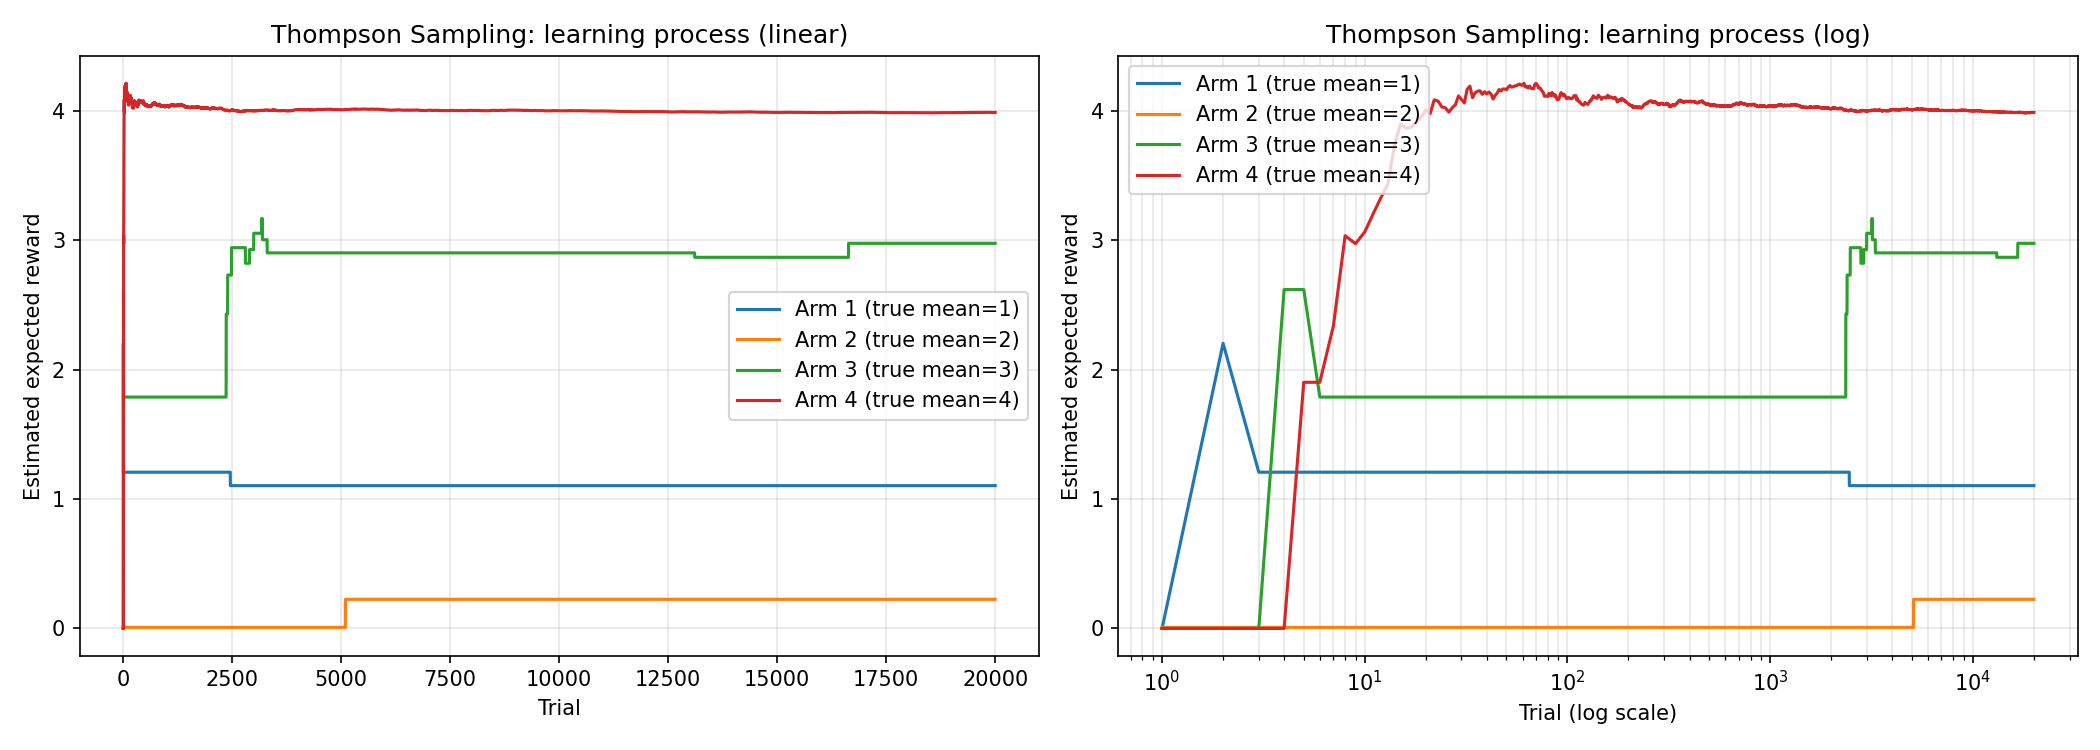 Thompson Sampling: learning process (linear)
Estimated expected reward
4
3
2
1
0
Arm 1 (true mean=1)
Arm 2 (true mean=2)
Arm 3 (true mean=3)
Arm 4 (true mean=4)
0 2500 5000 7500 10000 12500 15000 17500 20000
Trial
Thompson Sampling: learning process (log)
Estimated expected reward
4
3
2
1
0
Arm 1 (true mean=1)
Arm 2 (true mean=2)
Arm 3 (true mean=3)
Arm 4 (true mean=4)
10⁰ 10¹ 10² 10³ 10⁴
Trial (log scale)